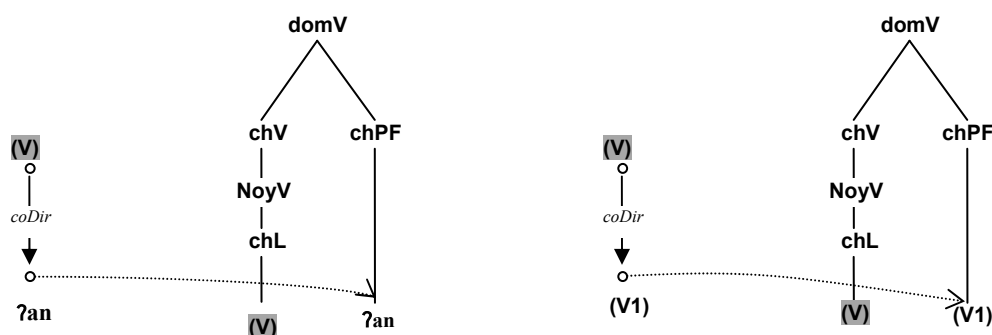 domV
domV
(V)
chV
chPF
(V)
chV
chPF
coDir
NoyV
coDir
NoyV
chL
chL
ʔan
(V)
ʔan
(V1)
(V)
(V1)